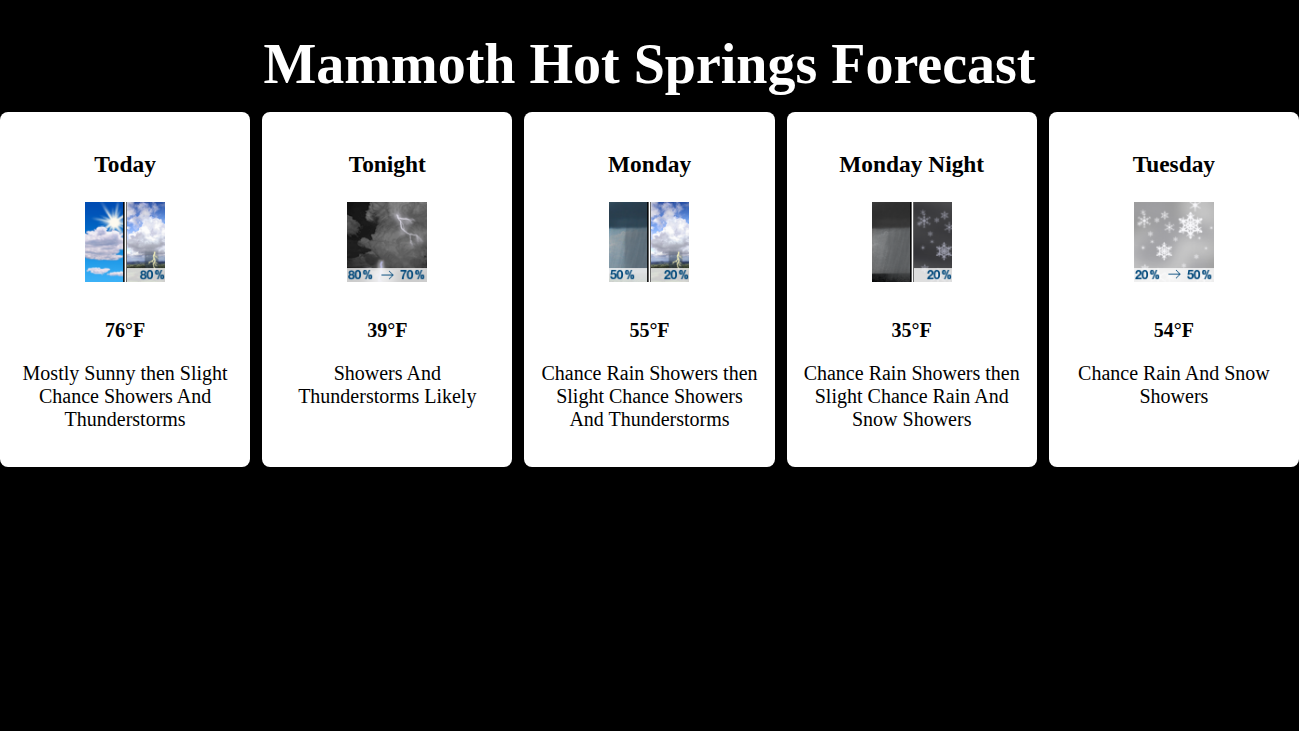 Mammoth Hot Springs Forecast
Today
80%
76°F
Mostly Sunny then Slight
Chance Showers And
Thunderstorms
Tonight
80% → 70%
39°F
Showers And
Thunderstorms Likely
Monday
50% 20%
55°F
Chance Rain Showers then
Slight Chance Showers
And Thunderstorms
Monday Night
20%
35°F
Chance Rain Showers then
Slight Chance Rain And
Snow Showers
Tuesday
20% → 50%
54°F
Chance Rain And Snow
Showers